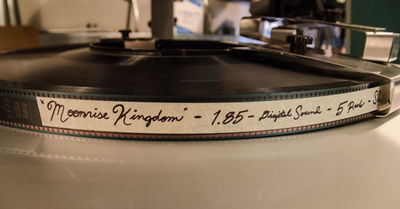 "Moonrise Kingdom" - 1.85 - Digital Sound - 5 Reel - S